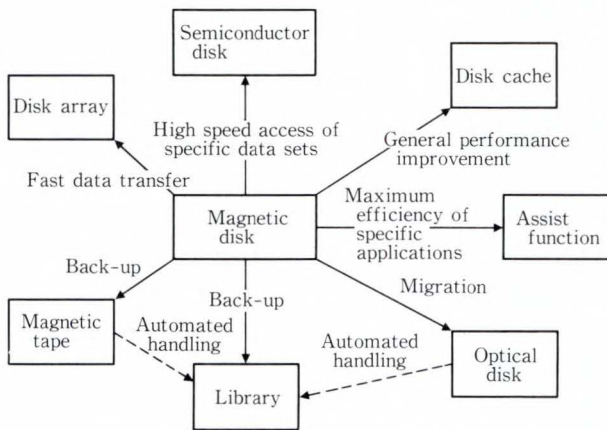 Semiconductor
disk
Disk array
Disk cache
High speed access of
specific data sets
General performance
improvement
Fast data transfer
Magnetic
disk
Maximum
efficiency of
specific
applications
Assist
function
Back-up
Back-up
Migration
Magnetic
tape
Automated
handling
Automated
handling
Optical
disk
Library